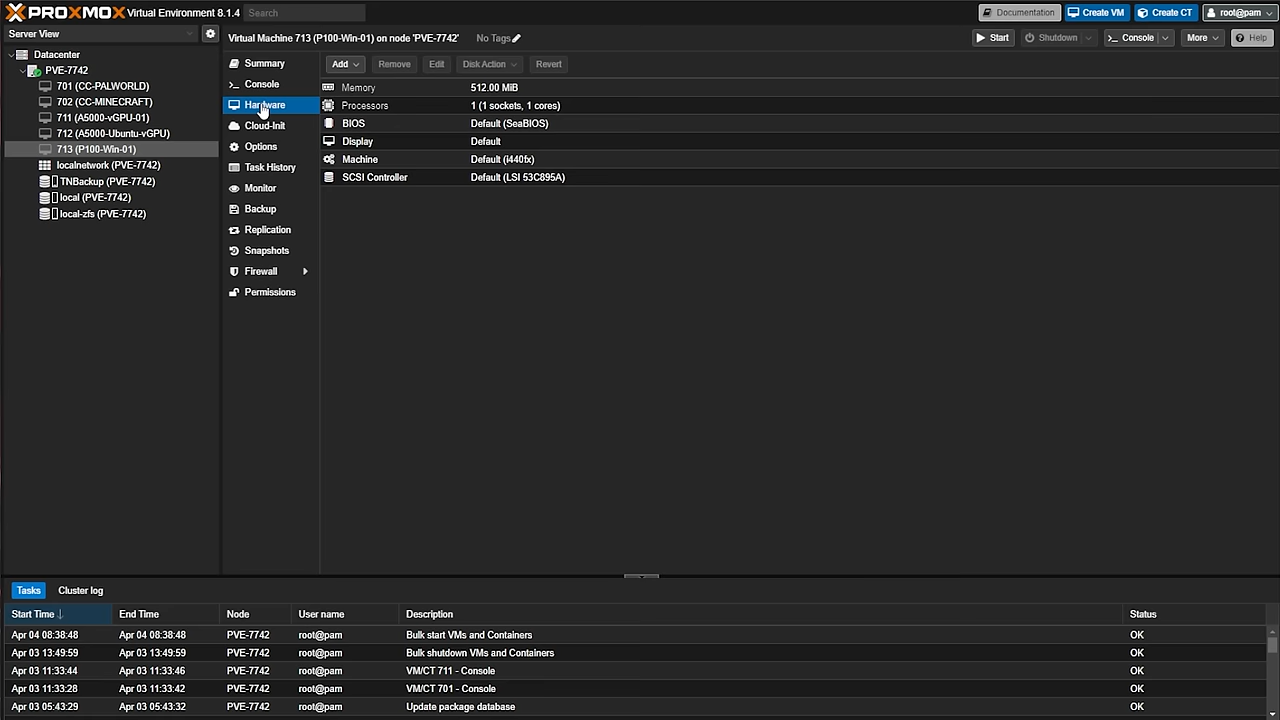 PROXMOX Virtual Environment 8.1.4 Search Documentation Create VM Create CT root@pam
Server View
Virtual Machine 713 (P100-Win-01) on node 'PVE-7742' No Tags Start Shutdown Console More Help
Datacenter
PVE-7742
701 (CC-PALWORLD)
702 (CC-MINECRAFT)
711 (A5000-vGPU-01)
712 (A5000-Ubuntu-vGPU)
713 (P100-Win-01)
localnetwork (PVE-7742)
TNBackup (PVE-7742)
local (PVE-7742)
local-zfs (PVE-7742)
Summary
Console
Hardware
Cloud-Init
Options
Task History
Monitor
Backup
Replication
Snapshots
Firewall
Permissions
Add Remove Edit Disk Action Revert
Memory 512.00 MiB
Processors 1 (1 sockets, 1 cores)
BIOS Default (SeaBIOS)
Display Default
Machine Default (i440fx)
SCSI Controller Default (LSI 53C895A)
Tasks Cluster log
Start Time End Time Node User name Description Status
Apr 04 08:38:48 Apr 04 08:38:48 PVE-7742 root@pam Bulk start VMs and Containers OK
Apr 03 13:49:59 Apr 03 13:49:59 PVE-7742 root@pam Bulk shutdown VMs and Containers OK
Apr 03 11:33:44 Apr 03 11:33:46 PVE-7742 root@pam VM/CT 711 - Console OK
Apr 03 11:33:28 Apr 03 11:33:42 PVE-7742 root@pam VM/CT 701 - Console OK
Apr 03 05:43:29 Apr 03 05:43:32 PVE-7742 root@pam Update package database OK